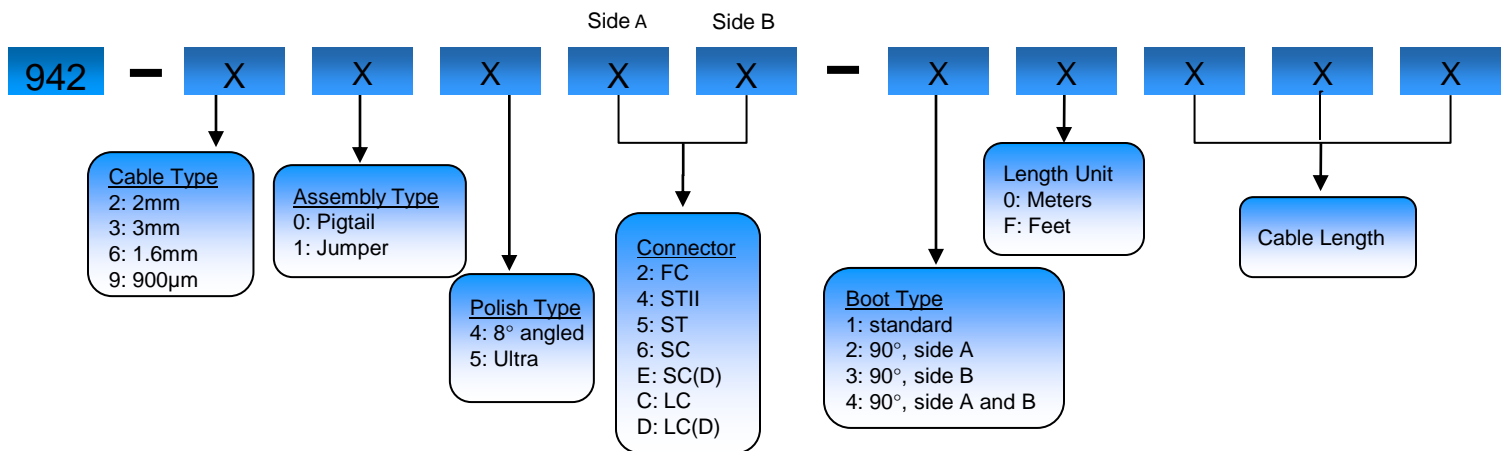 Side A Side B
942 – X X X X X – X X X X X
Cable Type
2: 2mm
3: 3mm
6: 1.6mm
9: 900µm
Assembly Type
0: Pigtail
1: Jumper
Polish Type
4: 8° angled
5: Ultra
Connector
2: FC
4: STII
5: ST
6: SC
E: SC(D)
C: LC
D: LC(D)
Boot Type
1: standard
2: 90°, side A
3: 90°, side B
4: 90°, side A and B
Length Unit
0: Meters
F: Feet
Cable Length